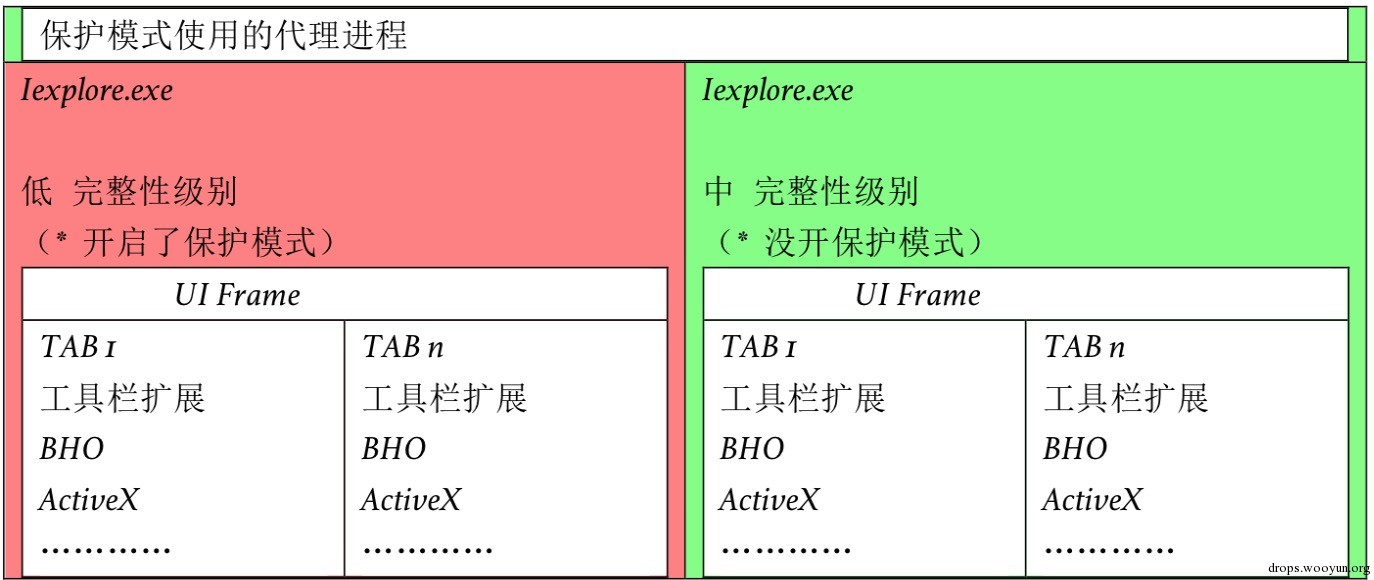 保护模式使用的代理进程
Iexplore.exe
低 完整性级别
（* 开启了保护模式）
UI Frame
TAB 1
工具栏扩展
BHO
ActiveX
…………
TAB n
工具栏扩展
BHO
ActiveX
…………
Iexplore.exe
中 完整性级别
（* 没开保护模式）
UI Frame
TAB 1
工具栏扩展
BHO
ActiveX
…………
TAB n
工具栏扩展
BHO
ActiveX
…………
drops.wooyun.org